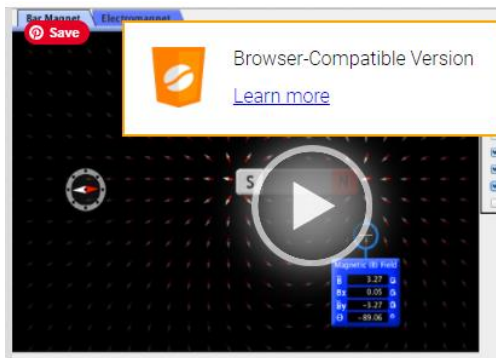 Bar Magnet Electromagnet
Save
Browser-Compatible Version
Learn more
S N
Magnetic (B) Field
B 3.27 G
Bx 0.05 G
By -3.27 G
θ -89.06 °